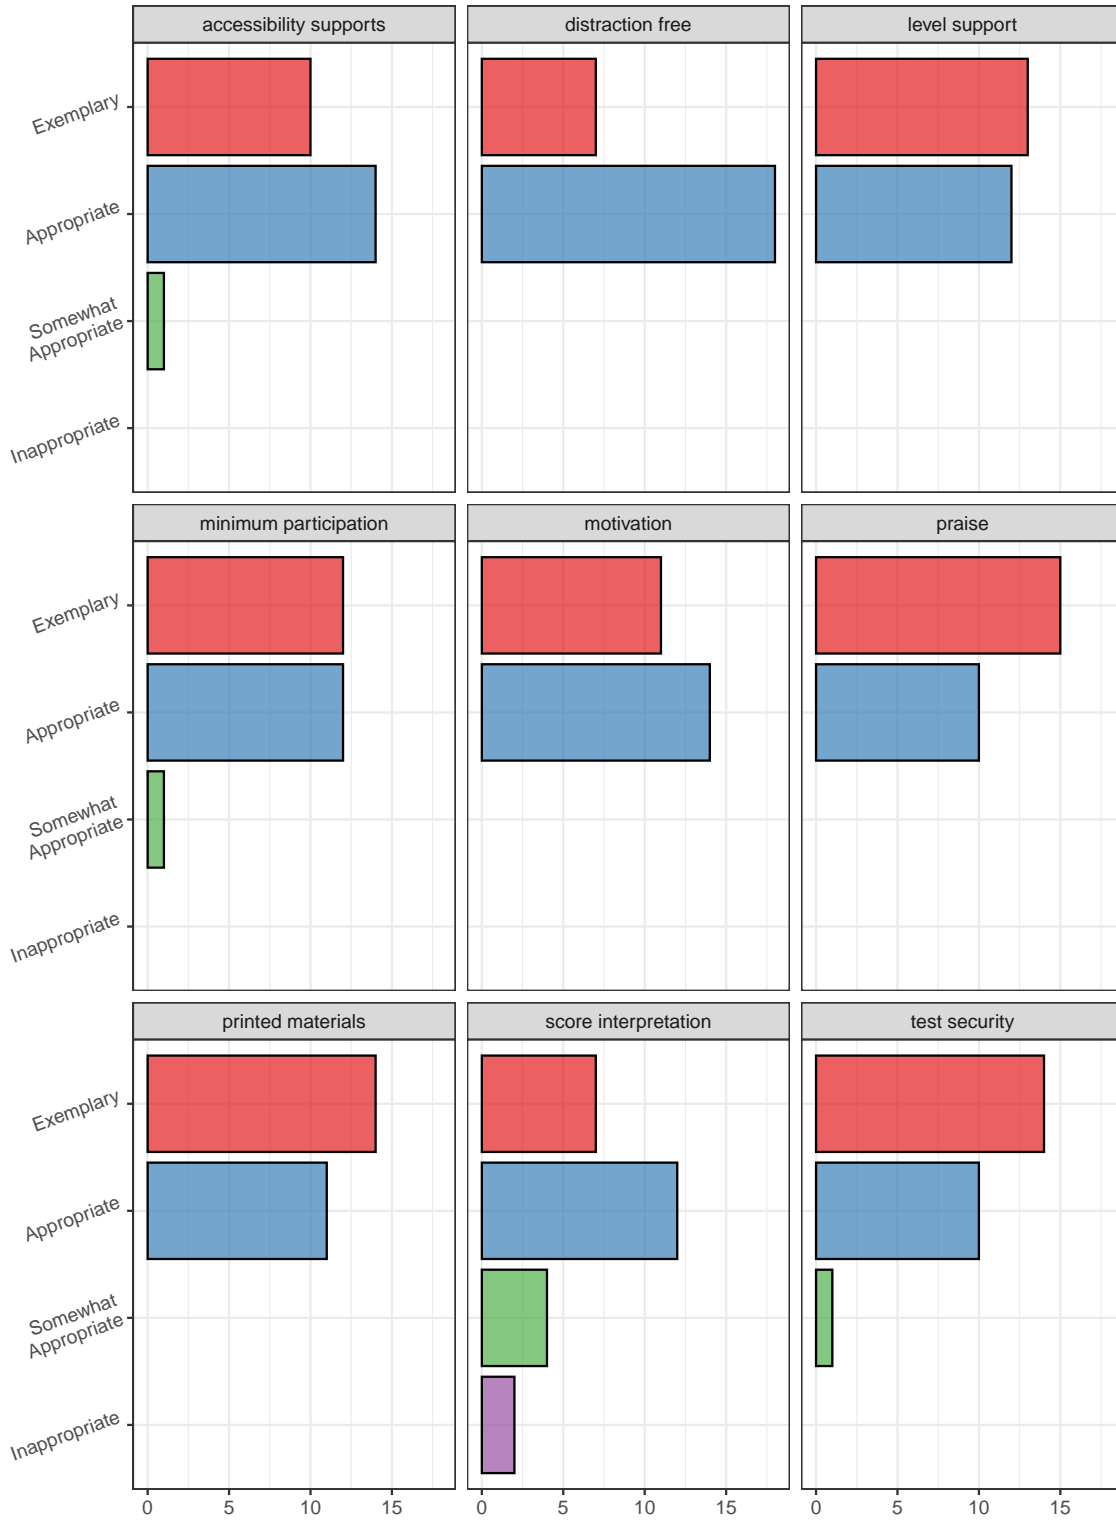 accessibility supports
distraction free
level support
Exemplary
Appropriate
Somewhat
Appropriate
Inappropriate
minimum participation
motivation
praise
Exemplary
Appropriate
Somewhat
Appropriate
Inappropriate
printed materials
score interpretation
test security
Exemplary
Appropriate
Somewhat
Appropriate
Inappropriate
0 5 10 15
0 5 10 15
0 5 10 15